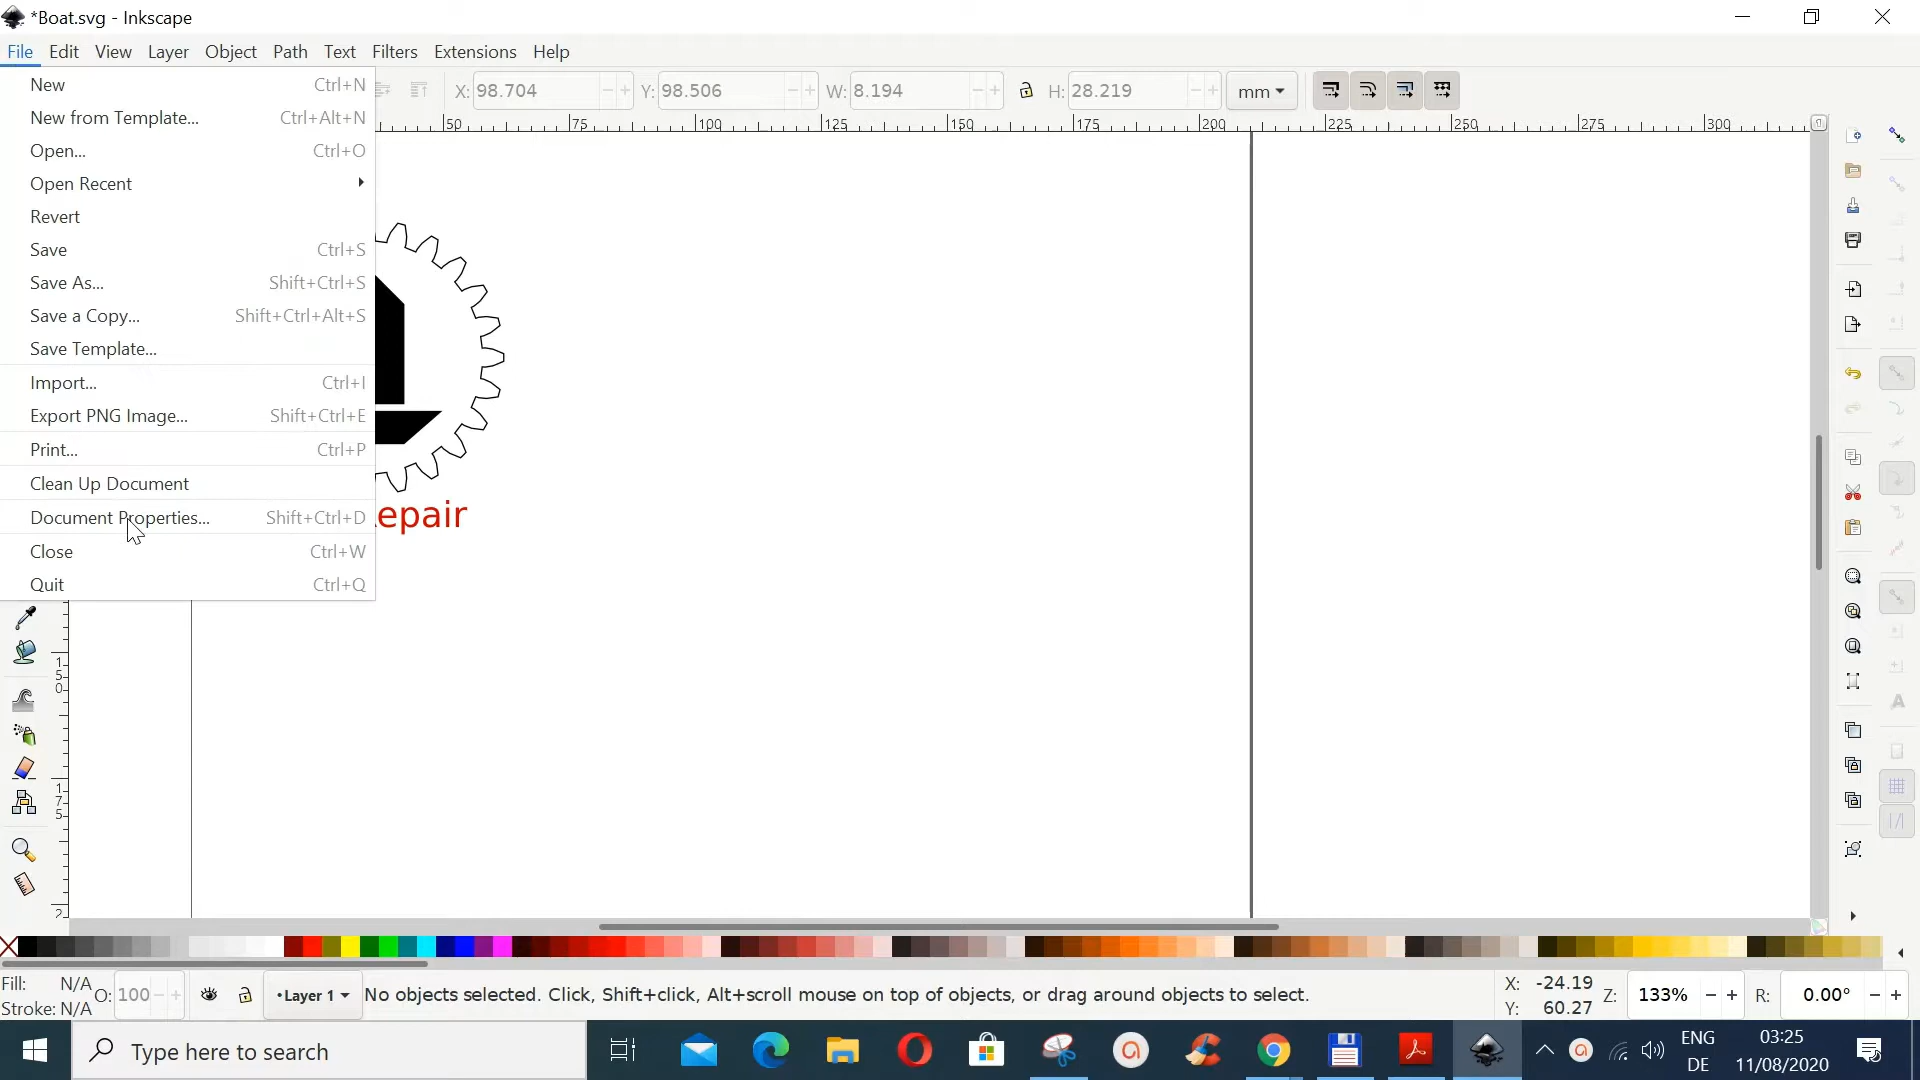 *Boat.svg - Inkscape
File Edit View Layer Object Path Text Filters Extensions Help
New Ctrl+N
New from Template... Ctrl+Alt+N
Open... Ctrl+O
Open Recent
Revert
Save Ctrl+S
Save As... Shift+Ctrl+S
Save a Copy... Shift+Ctrl+Alt+S
Save Template...
Import... Ctrl+I
Export PNG Image... Shift+Ctrl+E
Print... Ctrl+P
Clean Up Document
Document Properties... Shift+Ctrl+D
Close Ctrl+W
Quit Ctrl+Q
X: 98.704 Y: 98.506 W: 8.194 H: 28.219 mm
50 75 100 125 150 175 200 225 250 275 300
epair
150
175
2
Fill: N/A
Stroke: N/A
O: 100
•Layer 1
No objects selected. Click, Shift+click, Alt+scroll mouse on top of objects, or drag around objects to select.
X: -24.19
Y: 60.27
Z: 133%
R: 0.00°
Type here to search
ENG
DE
03:25
11/08/2020